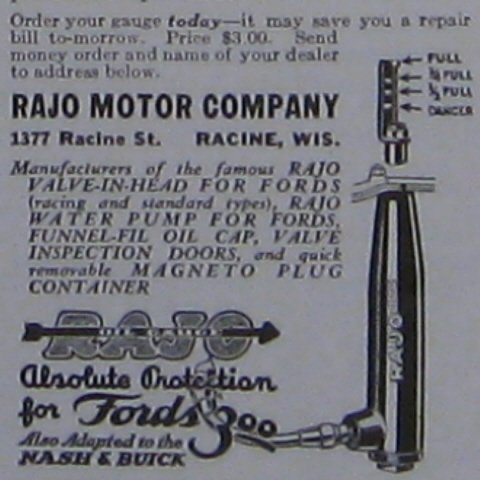 Order your gauge today—it may save you a repair
bill to-morrow. Price $3.00. Send
money order and name of your dealer
to address below.
RAJO MOTOR COMPANY
1377 Racine St. RACINE, WIS.
Manufacturers of the famous RAJO
VALVE-IN-HEAD FOR FORDS
(racing and standard types), RAJO
WATER PUMP FOR FORDS,
FUNNEL-FIL OIL CAP, VALVE
INSPECTION DOORS, and quick
removable MAGNETO PLUG
CONTAINER
FULL
¾ FULL
½ FULL
DANGER
RAJO
RAJO
OIL GAUGE
Absolute Protection
for Fords 3.00
Also Adapted to the
NASH & BUICK